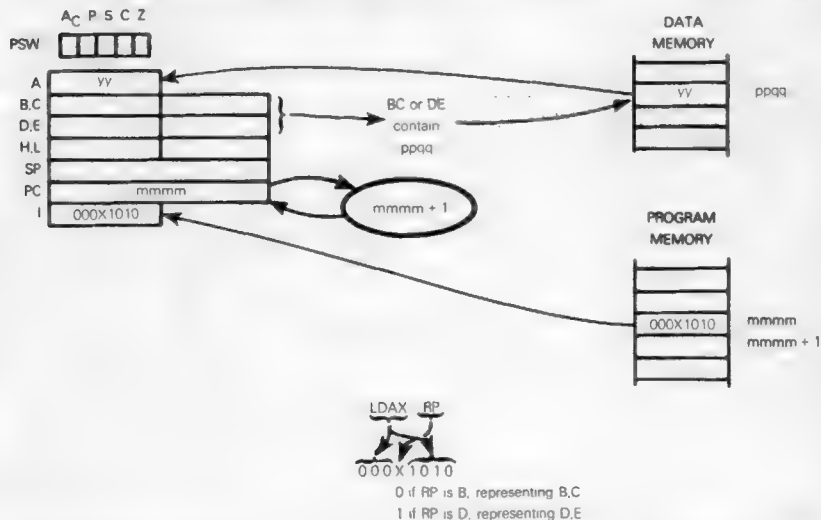 A_C P S C Z
PSW
A yy
B,C
D,E
H,L
SP
PC mmmm
I 000X1010
BC or DE
contain
ppqq
mmmm + 1
DATA
MEMORY
yy ppqq
PROGRAM
MEMORY
000X1010 mmmm
mmmm + 1
LDAX RP
000X1010
0 if RP is B, representing B,C
1 if RP is D, representing D,E